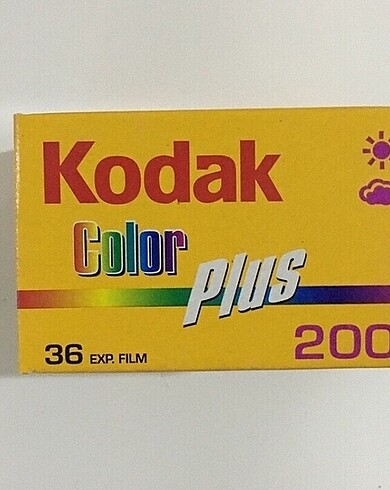 Kodak
Color
Plus
36 EXP. FILM
200